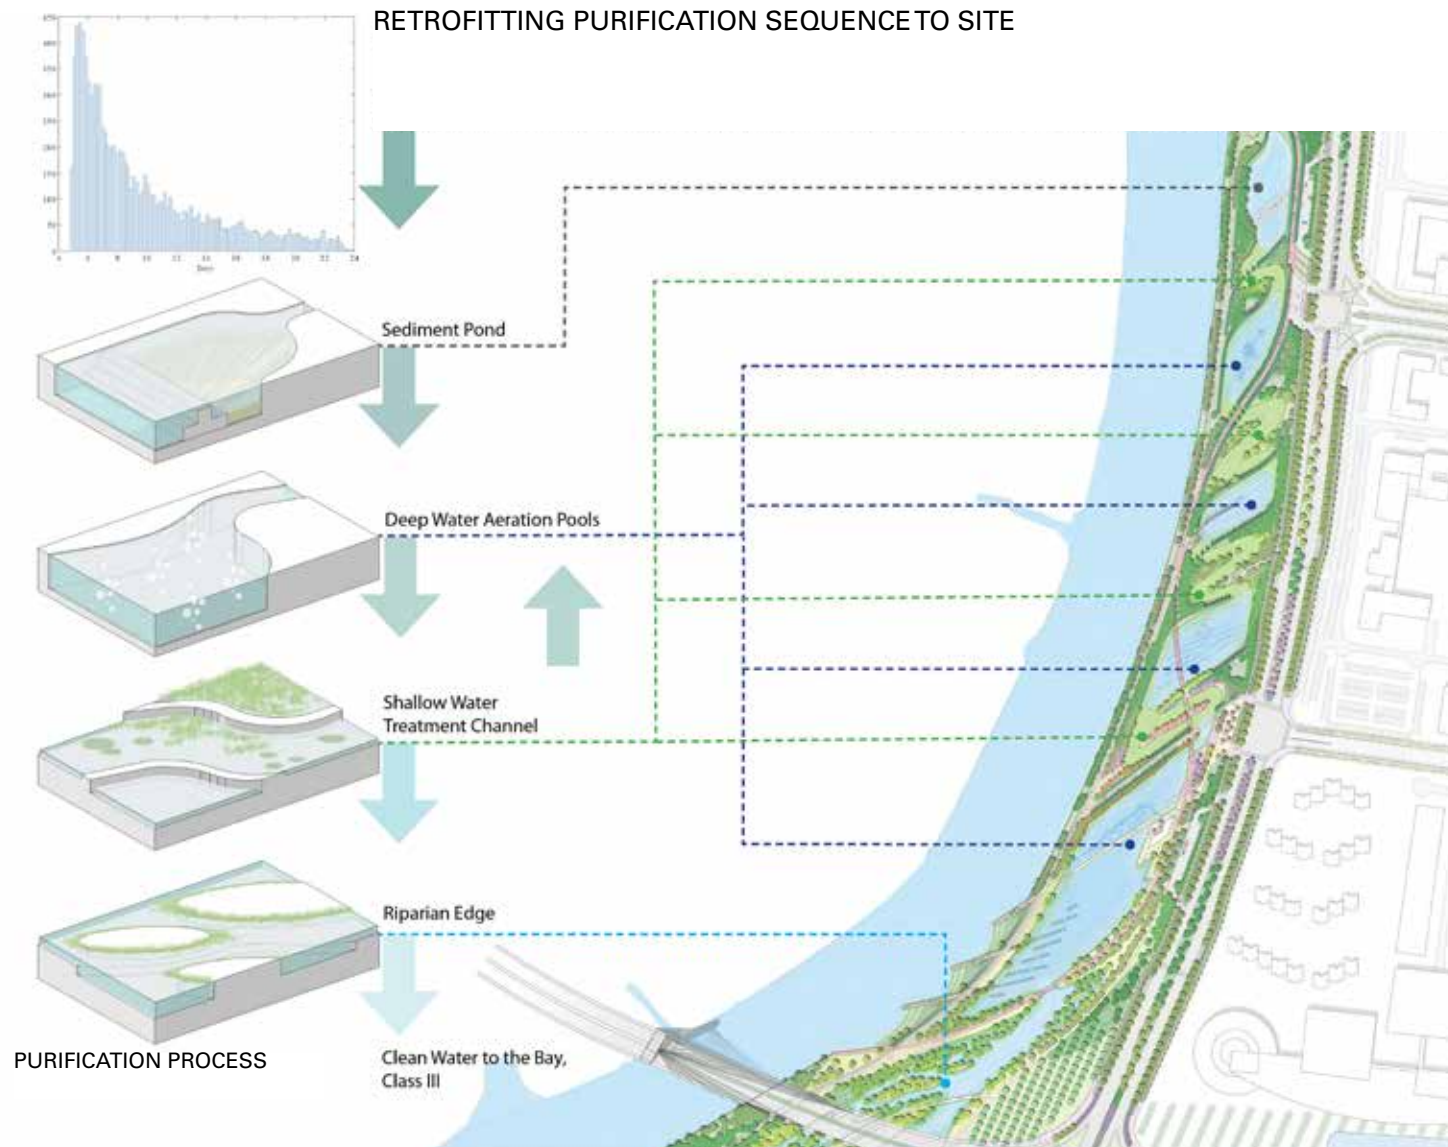 RETROFITTING PURIFICATION SEQUENCE TO SITE
Sediment Pond
Deep Water Aeration Pools
Shallow Water
Treatment Channel
Riparian Edge
PURIFICATION PROCESS
Clean Water to the Bay,
Class III